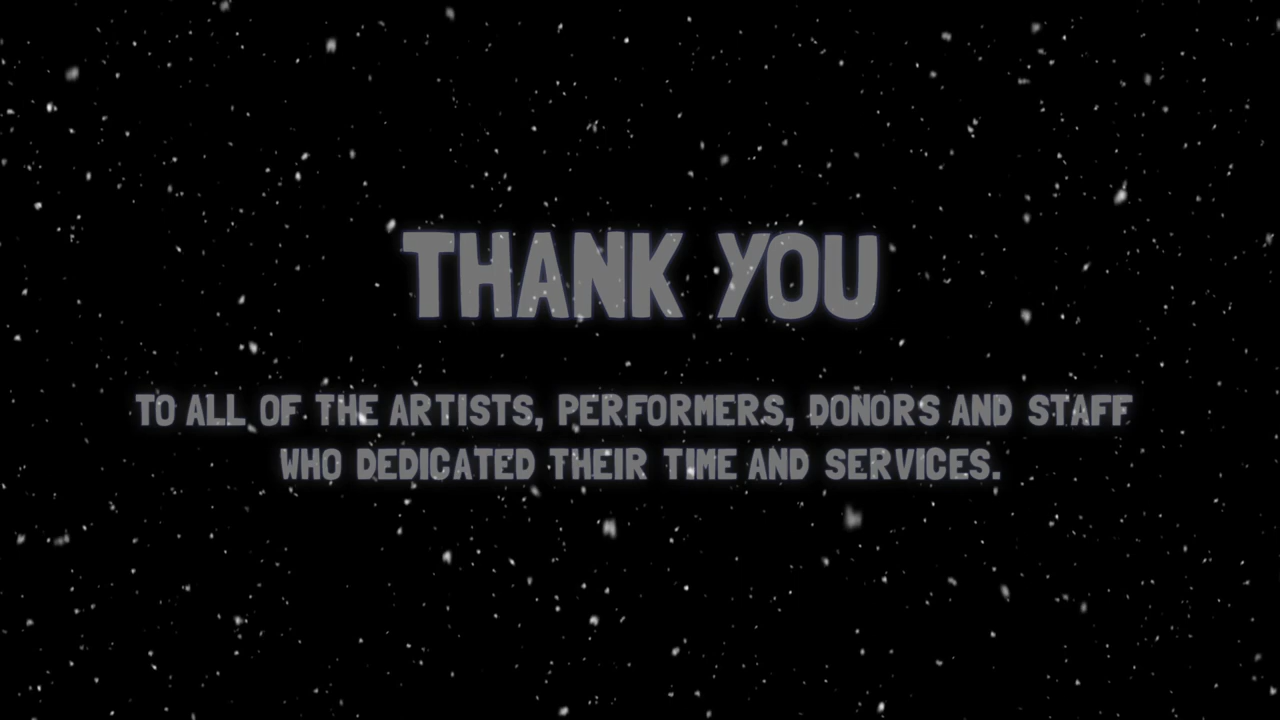 THANK YOU
TO ALL OF THE ARTISTS, PERFORMERS, DONORS AND STAFF
WHO DEDICATED THEIR TIME AND SERVICES.